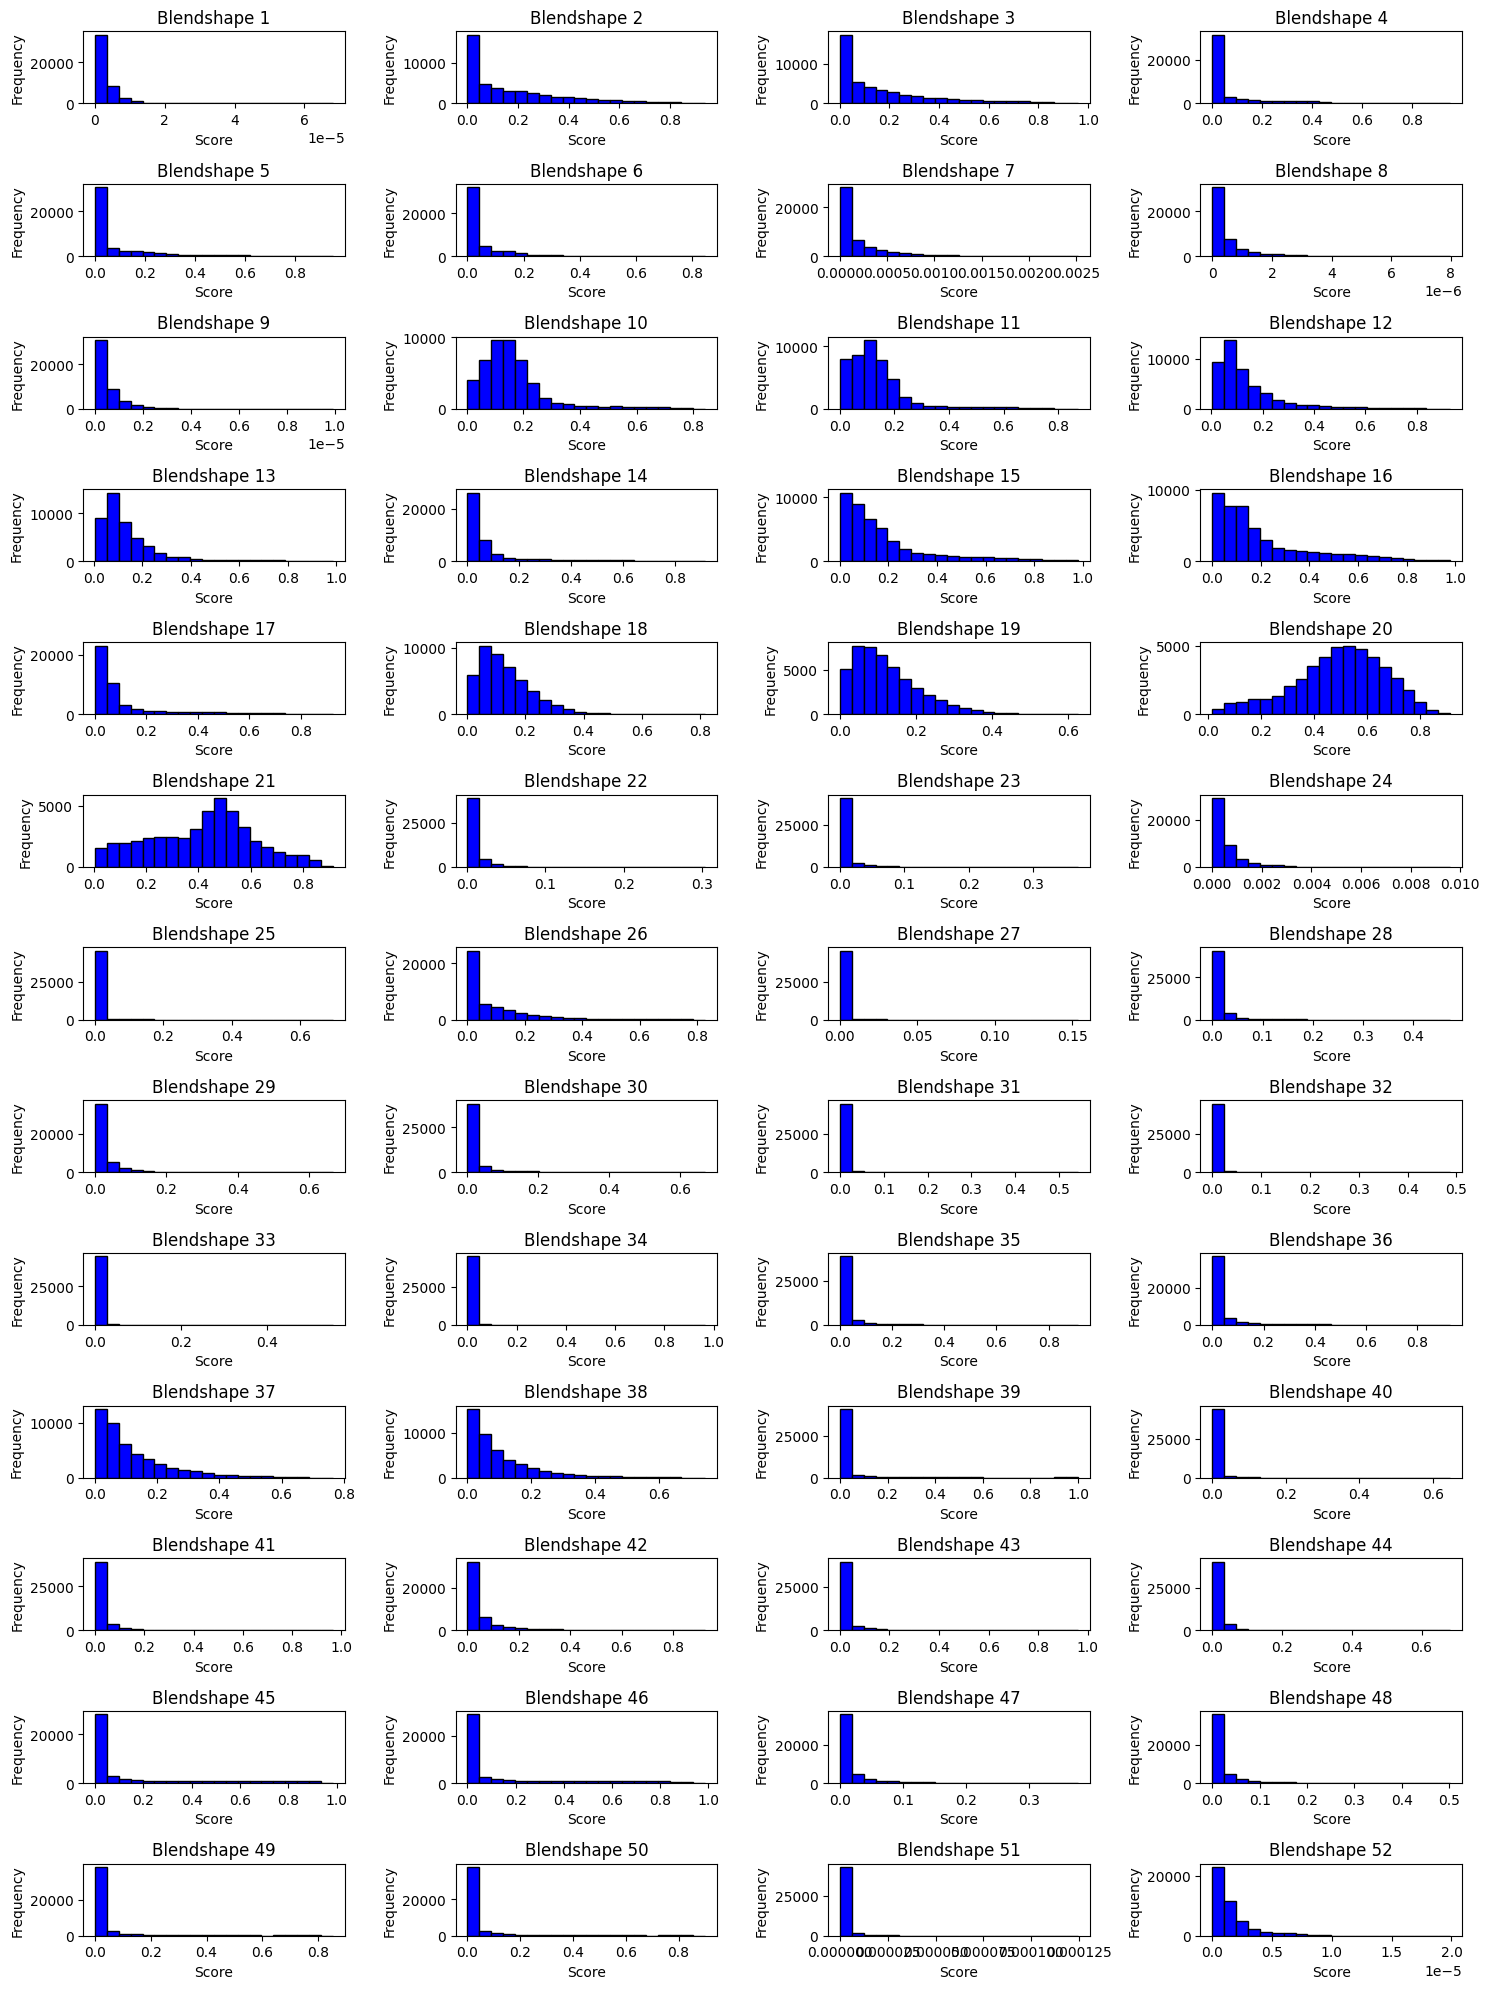 Blendshape 1
Frequency
20000
0
0 2 4 6
Score
1e−5
Blendshape 2
Frequency
10000
0
0.0 0.2 0.4 0.6 0.8
Score
Blendshape 3
Frequency
10000
0
0.0 0.2 0.4 0.6 0.8 1.0
Score
Blendshape 4
Frequency
20000
0
0.0 0.2 0.4 0.6 0.8
Score
Blendshape 5
Frequency
20000
0
0.0 0.2 0.4 0.6 0.8
Score
Blendshape 6
Frequency
20000
0
0.0 0.2 0.4 0.6 0.8
Score
Blendshape 7
Frequency
20000
0
0.0000 0.0005 0.0010 0.0015 0.0020 0.0025
Score
Blendshape 8
Frequency
20000
0
0 2 4 6 8
Score
1e−6
Blendshape 9
Frequency
20000
0
0.0 0.2 0.4 0.6 0.8 1.0
Score
1e−5
Blendshape 10
Frequency
10000
0
0.0 0.2 0.4 0.6 0.8
Score
Blendshape 11
Frequency
10000
0
0.0 0.2 0.4 0.6 0.8
Score
Blendshape 12
Frequency
10000
0
0.0 0.2 0.4 0.6 0.8
Score
Blendshape 13
Frequency
10000
0
0.0 0.2 0.4 0.6 0.8 1.0
Score
Blendshape 14
Frequency
20000
0
0.0 0.2 0.4 0.6 0.8
Score
Blendshape 15
Frequency
10000
0
0.0 0.2 0.4 0.6 0.8 1.0
Score
Blendshape 16
Frequency
10000
0
0.0 0.2 0.4 0.6 0.8 1.0
Score
Blendshape 17
Frequency
20000
0
0.0 0.2 0.4 0.6 0.8
Score
Blendshape 18
Frequency
10000
0
0.0 0.2 0.4 0.6 0.8
Score
Blendshape 19
Frequency
5000
0
0.0 0.2 0.4 0.6
Score
Blendshape 20
Frequency
5000
0
0.0 0.2 0.4 0.6 0.8
Score
Blendshape 21
Frequency
5000
0
0.0 0.2 0.4 0.6 0.8
Score
Blendshape 22
Frequency
25000
0
0.0 0.1 0.2 0.3
Score
Blendshape 23
Frequency
25000
0
0.0 0.1 0.2 0.3
Score
Blendshape 24
Frequency
20000
0
0.000 0.002 0.004 0.006 0.008 0.010
Score
Blendshape 25
Frequency
25000
0
0.0 0.2 0.4 0.6
Score
Blendshape 26
Frequency
20000
0
0.0 0.2 0.4 0.6 0.8
Score
Blendshape 27
Frequency
25000
0
0.00 0.05 0.10 0.15
Score
Blendshape 28
Frequency
25000
0
0.0 0.1 0.2 0.3 0.4
Score
Blendshape 29
Frequency
20000
0
0.0 0.2 0.4 0.6
Score
Blendshape 30
Frequency
25000
0
0.0 0.2 0.4 0.6
Score
Blendshape 31
Frequency
25000
0
0.0 0.1 0.2 0.3 0.4 0.5
Score
Blendshape 32
Frequency
25000
0
0.0 0.1 0.2 0.3 0.4 0.5
Score
Blendshape 33
Frequency
25000
0
0.0 0.2 0.4
Score
Blendshape 34
Frequency
25000
0
0.0 0.2 0.4 0.6 0.8 1.0
Score
Blendshape 35
Frequency
25000
0
0.0 0.2 0.4 0.6 0.8
Score
Blendshape 36
Frequency
20000
0
0.0 0.2 0.4 0.6 0.8
Score
Blendshape 37
Frequency
10000
0
0.0 0.2 0.4 0.6 0.8
Score
Blendshape 38
Frequency
10000
0
0.0 0.2 0.4 0.6
Score
Blendshape 39
Frequency
25000
0
0.0 0.2 0.4 0.6 0.8 1.0
Score
Blendshape 40
Frequency
25000
0
0.0 0.2 0.4 0.6
Score
Blendshape 41
Frequency
25000
0
0.0 0.2 0.4 0.6 0.8 1.0
Score
Blendshape 42
Frequency
20000
0
0.0 0.2 0.4 0.6 0.8
Score
Blendshape 43
Frequency
25000
0
0.0 0.2 0.4 0.6 0.8 1.0
Score
Blendshape 44
Frequency
25000
0
0.0 0.2 0.4 0.6
Score
Blendshape 45
Frequency
20000
0
0.0 0.2 0.4 0.6 0.8 1.0
Score
Blendshape 46
Frequency
20000
0
0.0 0.2 0.4 0.6 0.8 1.0
Score
Blendshape 47
Frequency
20000
0
0.0 0.1 0.2 0.3
Score
Blendshape 48
Frequency
20000
0
0.0 0.1 0.2 0.3 0.4 0.5
Score
Blendshape 49
Frequency
20000
0
0.0 0.2 0.4 0.6 0.8
Score
Blendshape 50
Frequency
20000
0
0.0 0.2 0.4 0.6 0.8
Score
Blendshape 51
Frequency
25000
0
0.000000 0.000025 0.000050 0.000075 0.000100 0.000125
Score
Blendshape 52
Frequency
20000
0
0.0 0.5 1.0 1.5 2.0
Score
1e−5